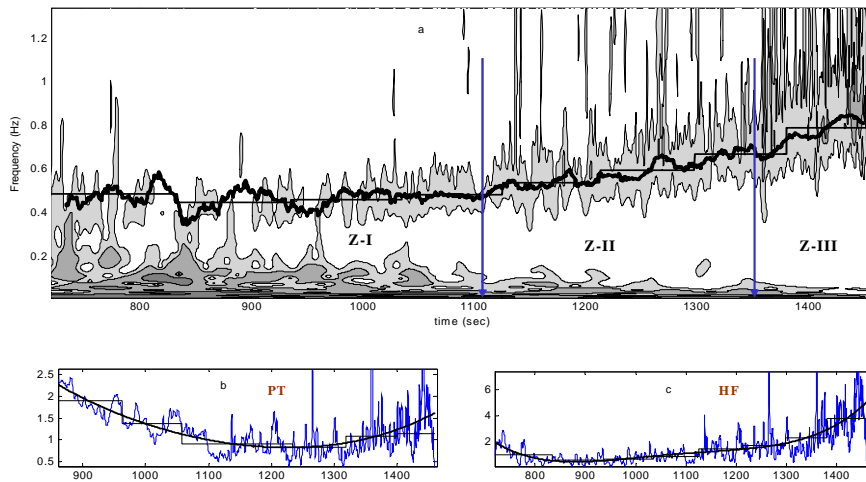 a
1.2
1
0.8
0.6
0.4
0.2
Frequency (Hz)
Z-I
Z-II
Z-III
800 900 1000 1100 1200 1300 1400
time (sec)
b
PT
2.5
2
1.5
1
0.5
900 1000 1100 1200 1300 1400
c
HF
6
4
2
800 900 1000 1100 1200 1300 1400